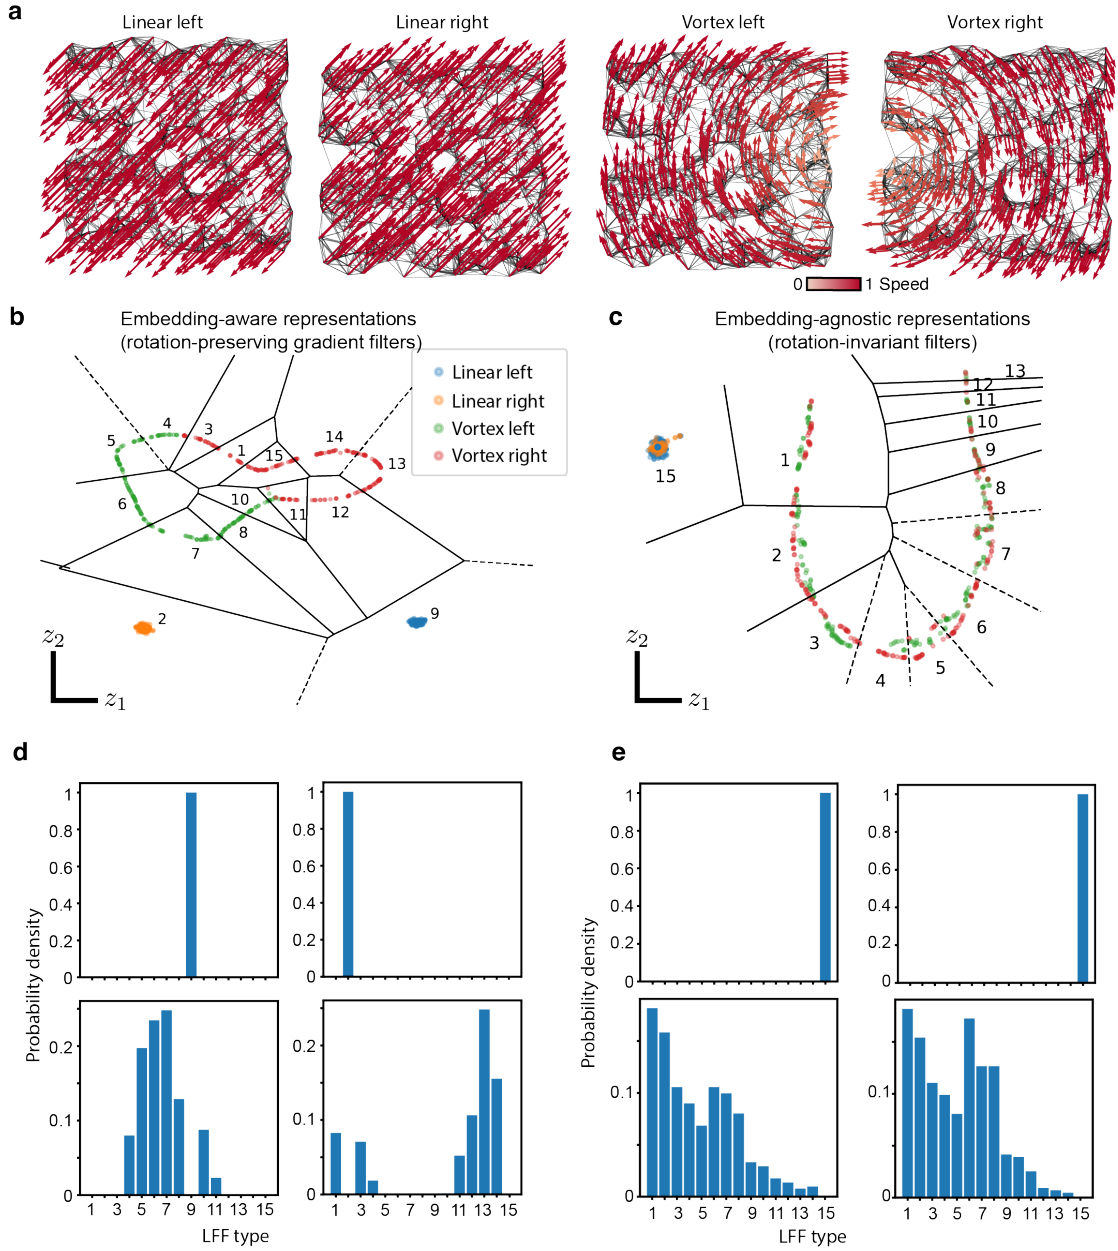 a
Linear left
Linear right
Vortex left
Vortex right
0 1 Speed
b
Embedding-aware representations
(rotation-preserving gradient filters)
Linear left
Linear right
Vortex left
Vortex right
4
3
5
1
15
14
13
6
10
11
12
8
7
2
9
z2
z1
c
Embedding-agnostic representations
(rotation-invariant filters)
13
12
11
10
9
8
7
6
5
4
3
2
1
15
z2
z1
d
Probability density
1
0.8
0.6
0.4
0.2
0
1
0.8
0.6
0.4
0.2
0
0.2
0.1
0
0.2
0.1
0
1 3 5 7 9 11 13 15
1 3 5 7 9 11 13 15
LFF type
e
Probability density
1
0.8
0.6
0.4
0.2
0
1
0.8
0.6
0.4
0.2
0
0.1
0
0.1
0
1 3 5 7 9 11 13 15
1 3 5 7 9 11 13 15
LFF type